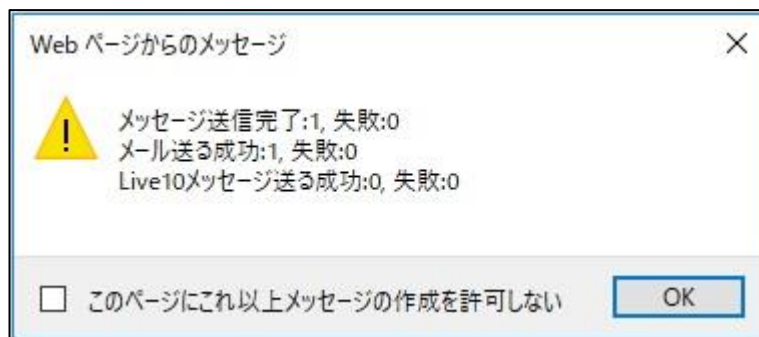 Web ページからのメッセージ
メッセージ送信完了:1, 失敗:0
メール送る成功:1, 失敗:0
Live10メッセージ送る成功:0, 失敗:0
このページにこれ以上メッセージの作成を許可しない
OK